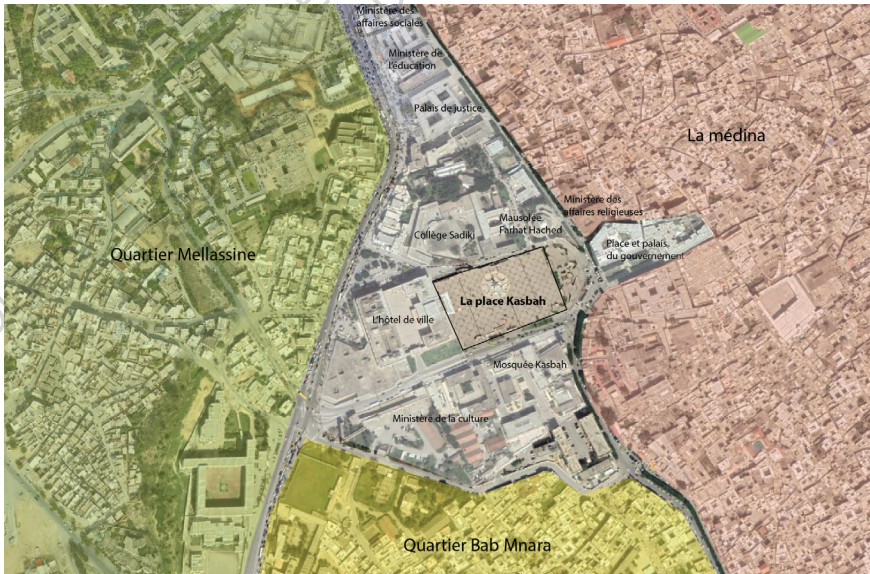 Ministère des
affaires sociales
Ministère de
l'éducation
Palais de justice
La médina
Ministère des
affaires religieuses
Mausolée
Farhat Hached
Collège Sadiki
Place et palais
du gouvernement
Quartier Mellassine
La place Kasbah
L'hôtel de ville
Mosquée Kasbah
Ministère de la culture
Quartier Bab Mnara